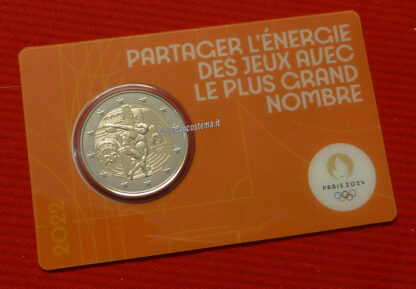 PARTAGER L'ÉNERGIE
DES JEUX AVEC
LE PLUS GRAND
NOMBRE
PARIS 2024
2022